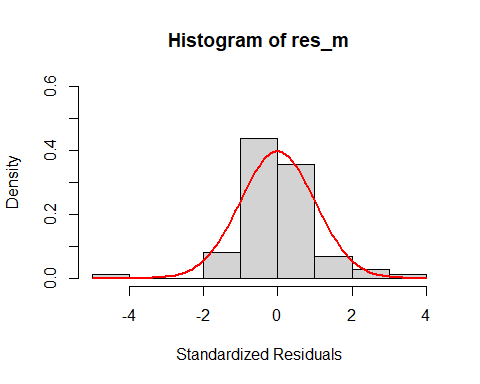 Histogram of res_m
Density
0.6
0.4
0.2
0.0
-4 -2 0 2 4
Standardized Residuals